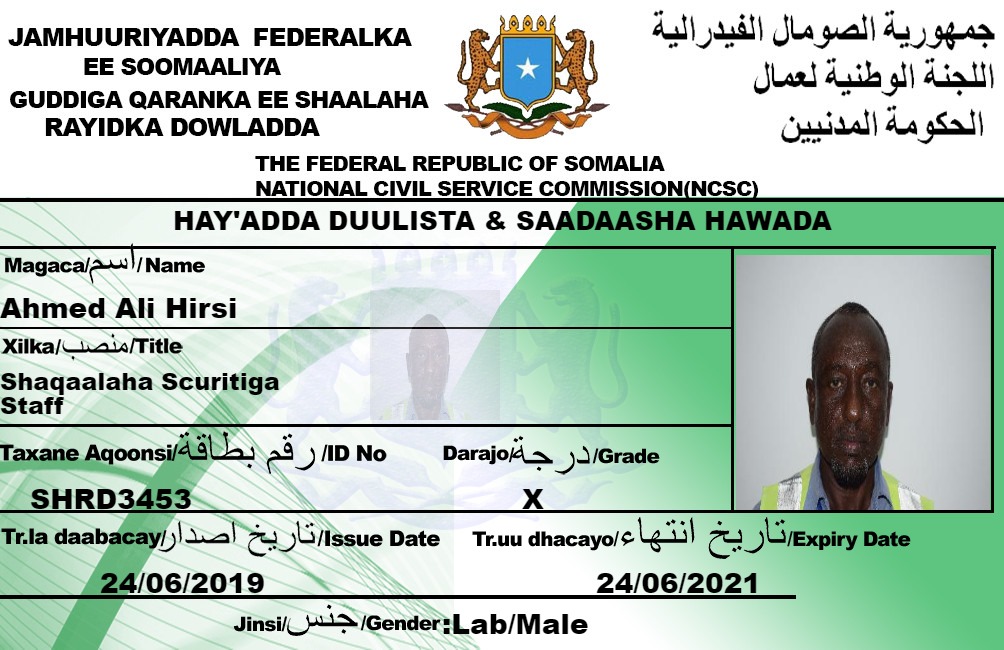 JAMHUURIYADDA FEDERALKA
EE SOOMAALIYA
GUDDIGA QARANKA EE SHAALAHA
RAYIDKA DOWLADDA
جمهورية الصومال الفيدرالية
اللجنة الوطنية لعمال
الحكومة المدنيين
THE FEDERAL REPUBLIC OF SOMALIA
NATIONAL CIVIL SERVICE COMMISSION(NCSC)
HAY'ADDA DUULISTA & SAADAASHA HAWADA
Magaca/اسم/Name
Ahmed Ali Hirsi
Xilka/منصب/Title
Shaqaalaha Scuritiga
Staff
Taxane Aqoonsi/رقم بطاقة/ID No
SHRD3453
Darajo/درجة/Grade
X
Tr.la daabacay/تاريخ اصدار/Issue Date
24/06/2019
Tr.uu dhacayo/تاريخ انتهاء/Expiry Date
24/06/2021
Jinsi/جنس/Gender:Lab/Male